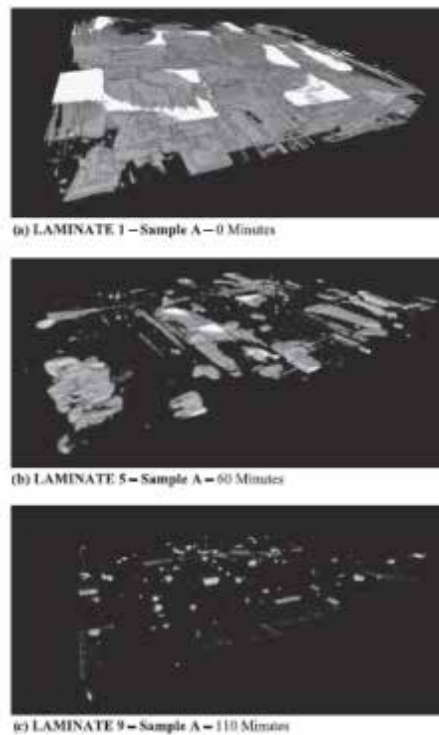 (a) LAMINATE 1 – Sample A – 0 Minutes
(b) LAMINATE 5 – Sample A – 60 Minutes
(c) LAMINATE 9 – Sample A – 110 Minutes